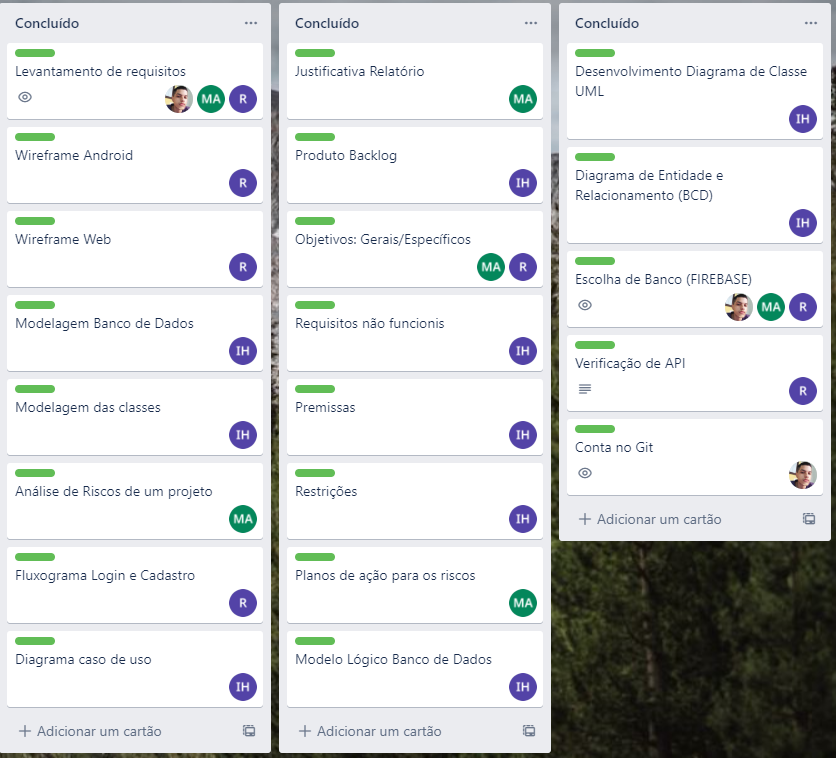 Concluído
Levantamento de requisitos
MA R
Wireframe Android
R
Wireframe Web
R
Modelagem Banco de Dados
IH
Modelagem das classes
IH
Análise de Riscos de um projeto
MA
Fluxograma Login e Cadastro
R
Diagrama caso de uso
IH
Adicionar um cartão
Concluído
Justificativa Relatório
MA
Produto Backlog
IH
Objetivos: Gerais/Específicos
MA R
Requisitos não funcionis
IH
Premissas
IH
Restrições
IH
Planos de ação para os riscos
MA
Modelo Lógico Banco de Dados
IH
Adicionar um cartão
Concluído
Desenvolvimento Diagrama de Classe
UML
IH
Diagrama de Entidade e
Relacionamento (BCD)
IH
Escolha de Banco (FIREBASE)
MA R
Verificação de API
R
Conta no Git
Adicionar um cartão